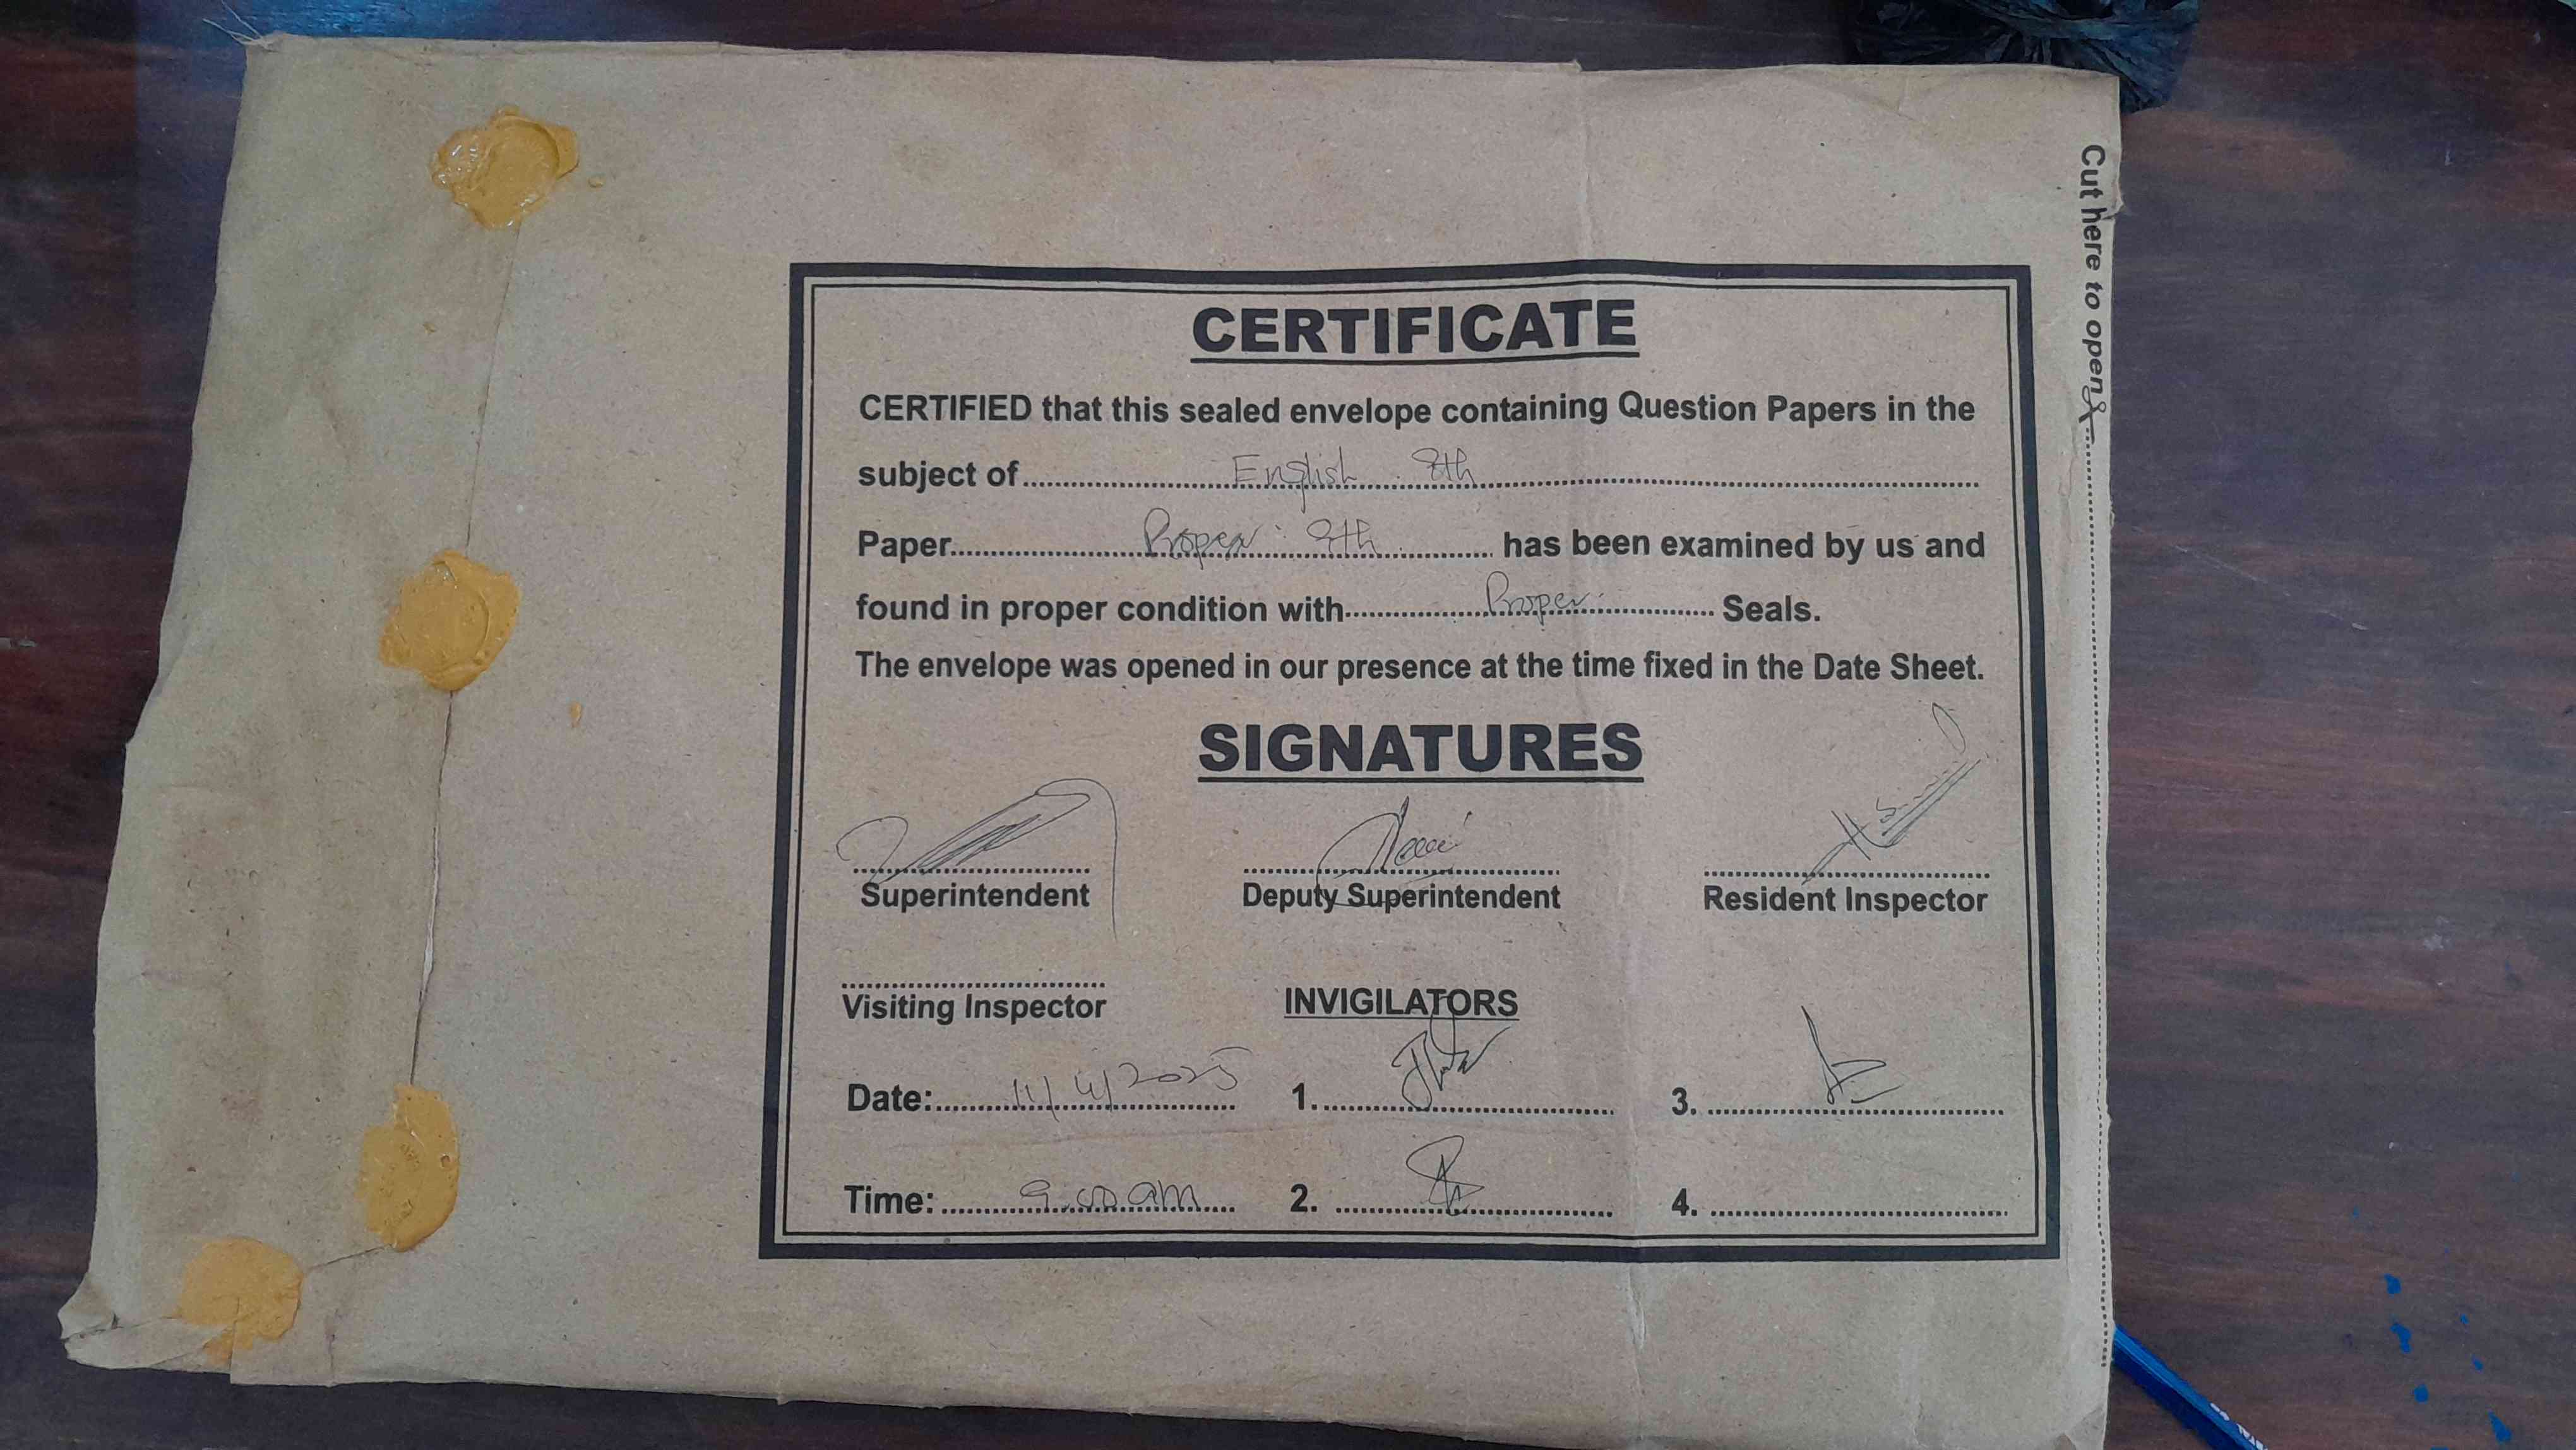 CERTIFICATE
CERTIFIED that this sealed envelope containing Question Papers in the
subject of English 8th
Paper Proper 8th has been examined by us and
found in proper condition with Proper Seals.
The envelope was opened in our presence at the time fixed in the Date Sheet.
SIGNATURES
Superintendent Deputy Superintendent Resident Inspector
Visiting Inspector INVIGILATORS
Date: 11/4/2025 1. 3.
Time: 9.00 am 2. 4.
Cut here to open